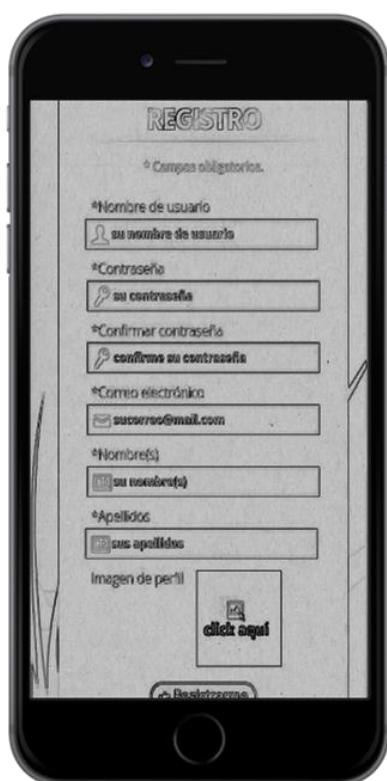 REGISTRO
* Campos obligatorios.
*Nombre de usuario
su nombre de usuario
*Contraseña
su contraseña
*Confirmar contraseña
confirme su contraseña
*Correo electrónico
sucorreo@mail.com
*Nombre(s)
su nombre(s)
*Apellidos
sus apellidos
Imagen de perfil
click aquí
Registrarme